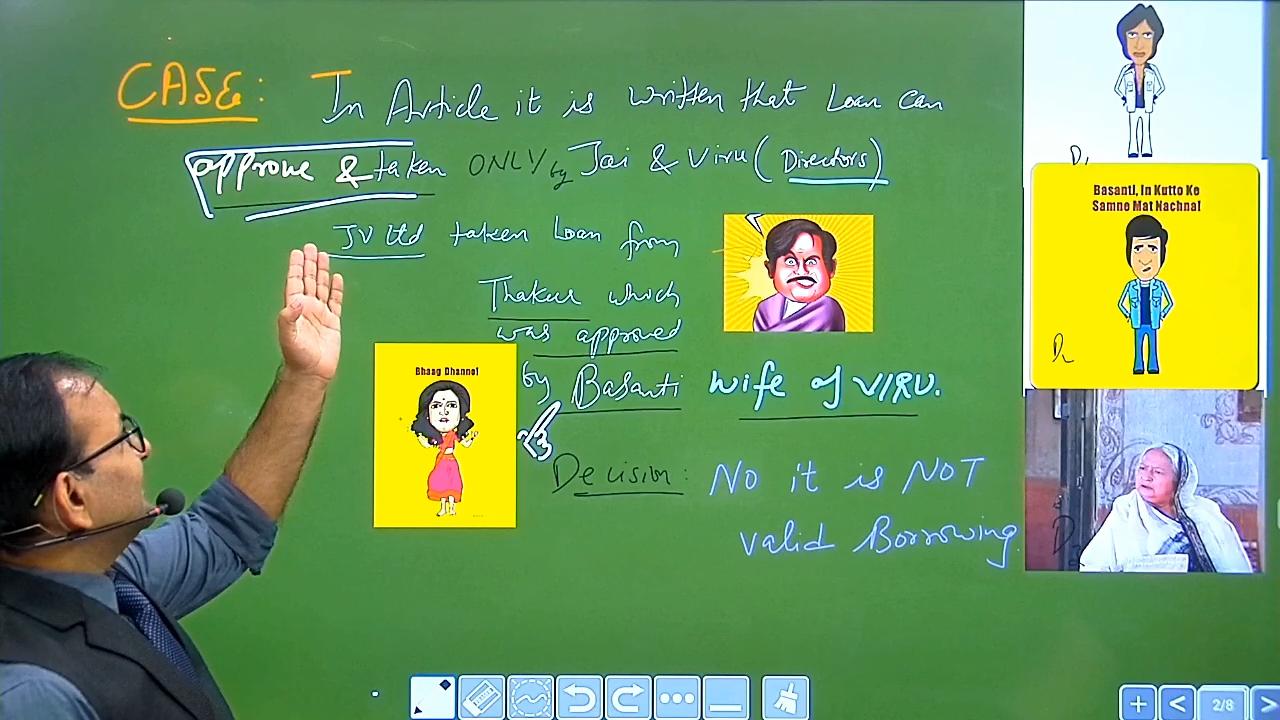 CASE: In Article it is written that Loan can
approve & taken ONLY by Jai & Viru (Directors)
JV Ltd taken Loan from
Thakur which
was approved
by Basanti wife of VIRU.
Decision: No it is NOT
valid Borrowing.
Bhaag Dhanno!
D1
Basanti, In Kutto Ke
Samne Mat Nachna!
D2
2/8